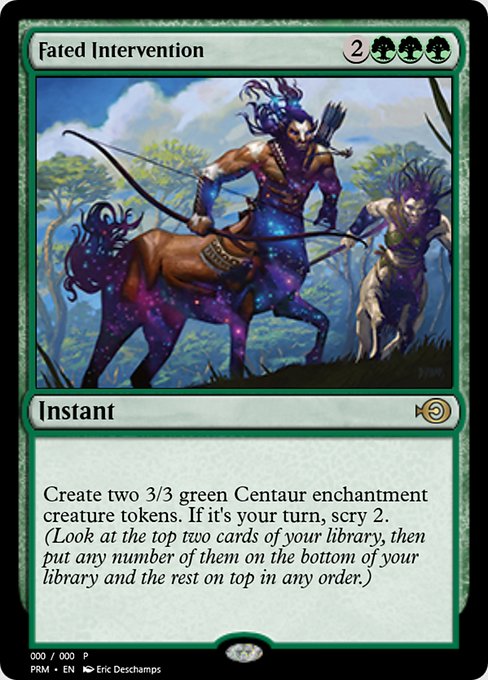 Fated Intervention 2
Instant
Create two 3/3 green Centaur enchantment
creature tokens. If it's your turn, scry 2.
(Look at the top two cards of your library, then
put any number of them on the bottom of your
library and the rest on top in any order.)
000 / 000 P
PRM • EN Eric Deschamps